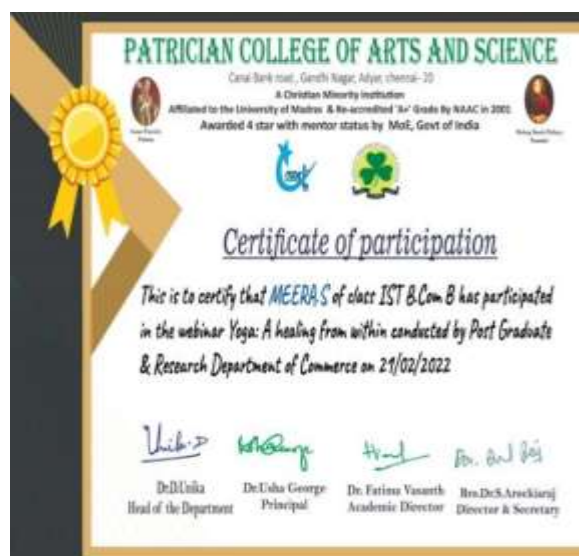 PATRICIAN COLLEGE OF ARTS AND SCIENCE
Canal Bank road, Gandhi Nagar, Adyar, chennai- 20
A Christian Minority Institution
Affiliated to the University of Madras & Re-accredited 'A+' Grade By NAAC in 2001
Awarded 4 star with mentor status by MoE, Govt of India
Certificate of participation
This is to certify that MEERA.S of class IST B.Com B has participated
in the webinar Yoga: A healing from within conducted by Post Graduate
& Research Department of Commerce on 21/02/2022
Unika.D
Dr.D.Unika
Dr.Usha George
Dr. Fatima Vasanth
Bro.Dr.S.Arockiaraj
Head of the Department
Principal
Academic Director
Director & Secretary